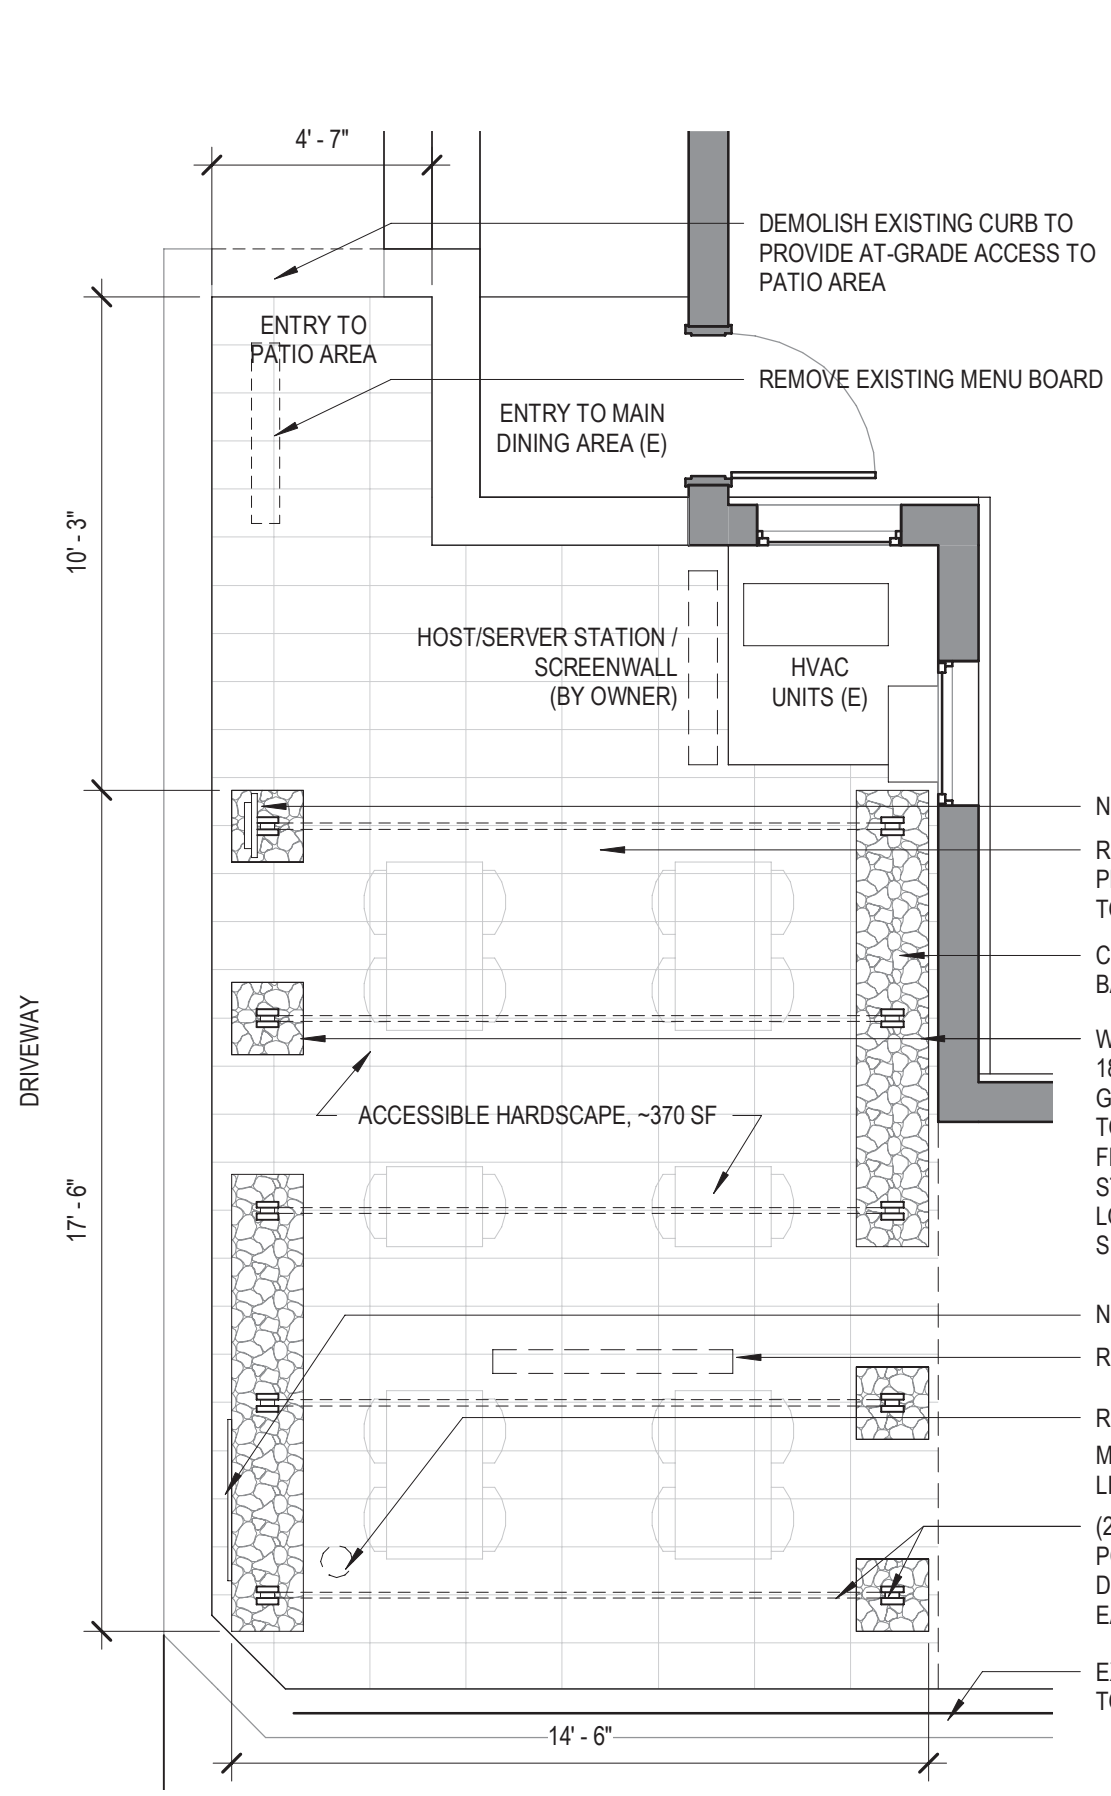 4' - 7"
DEMOLISH EXISTING CURB TO
PROVIDE AT-GRADE ACCESS TO
PATIO AREA
ENTRY TO
PATIO AREA
REMOVE EXISTING MENU BOARD
ENTRY TO MAIN
DINING AREA (E)
10' - 3"
HOST/SERVER STATION /
SCREENWALL
(BY OWNER)
HVAC
UNITS (E)
DRIVEWAY
ACCESSIBLE HARDSCAPE, ~370 SF
17' - 6"
14' - 6"